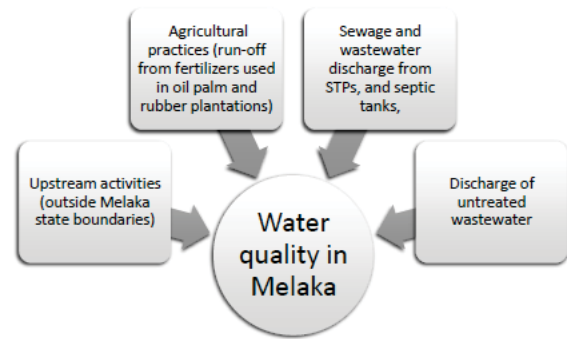 Agricultural
practices (run-off
from fertilizers used
in oil palm and
rubber plantations)
Sewage and
wastewater
discharge from
STPs, and septic
tanks,
Upstream activities
(outside Melaka
state boundaries)
Discharge of
untreated
wastewater
Water
quality in
Melaka